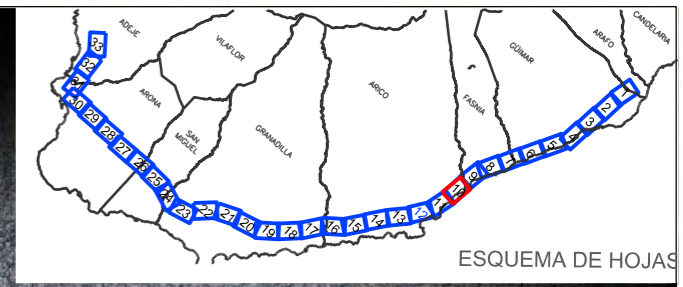 ADEJE
VILAFLOR
ARONA
SAN
MIGUEL
GRANADILLA
ARICO
FASNIA
GÜIMAR
ARAFO
CANDELARIA
33
32
31
30
29
28
27
26
25
24
23
22
21
20
19
18
17
16
15
14
13
12
11
10
9
8
7
6
5
4
3
2
1
ESQUEMA DE HOJAS